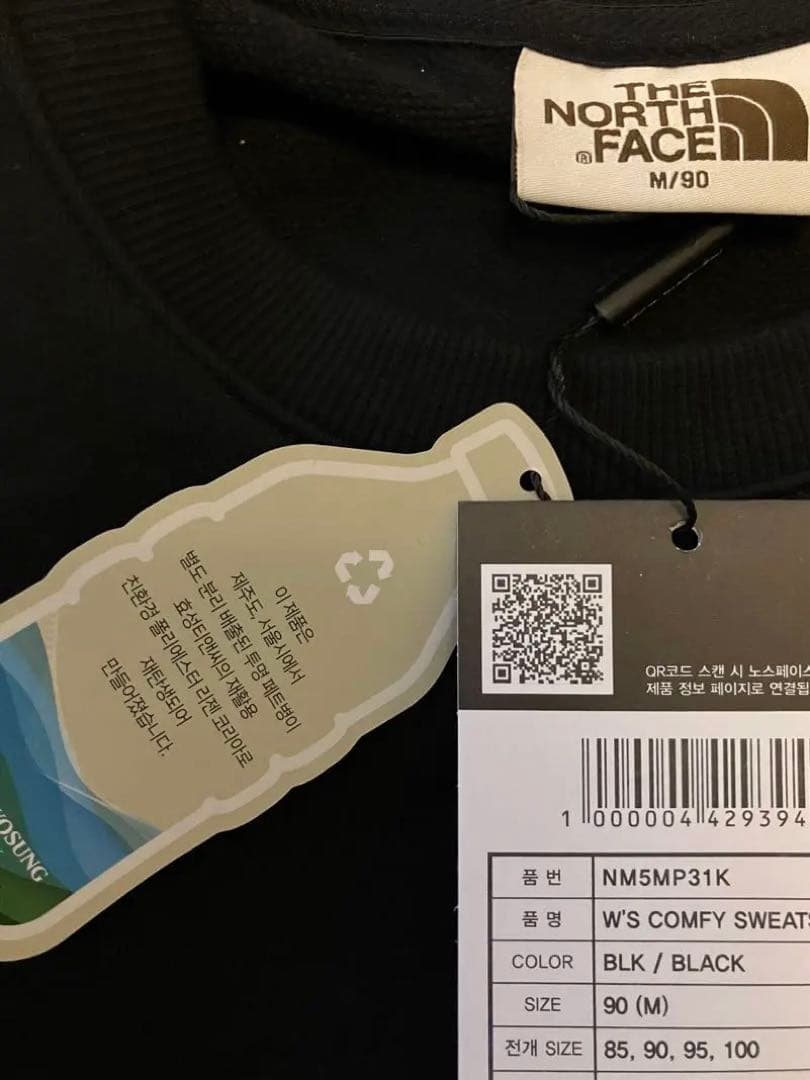 THE
NORTH
® FACE
M/90
이 제품은
제주도, 서울시에서
별도 분리 배출된 투명 페트병이
효성티앤씨의 재활용
친환경 폴리에스터 리젠 코리아로
재탄생되어
만들어졌습니다.
QR코드 스캔 시 노스페이스
제품 정보 페이지로 연결됩
1 000004 429394
품 번 NM5MP31K
품 명 W'S COMFY
COLOR BLK / BLACK
SIZE 90 (M)
전개 SIZE 85, 90, 95, 100